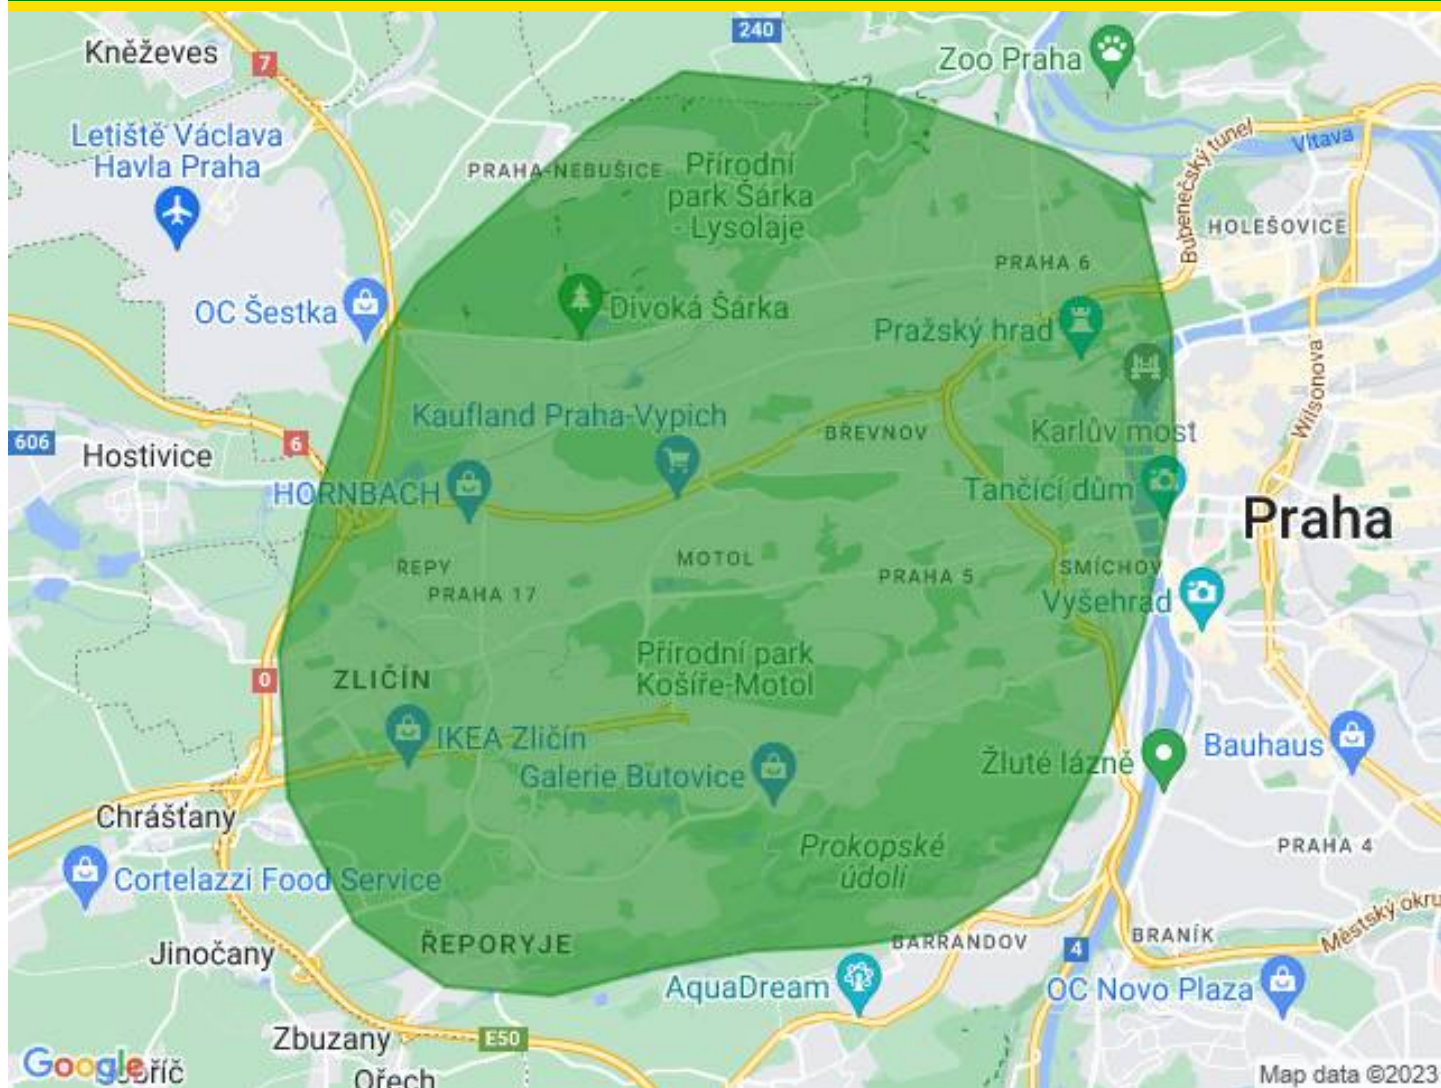 240
Kněževes
7
Zoo Praha
Letiště Václava
Havla Praha
Bubenečský tunel
Vltava
PRAHA-NEBUŠICE
Přírodní
park Šárka
- Lysolaje
HOLEŠOVICE
PRAHA 6
OC Šestka
Divoká Šárka
Pražský hrad
Wilsonova
Kaufland Praha-Vypich
BŘEVNOV
Karlův most
606
6
Hostivice
HORNBACH
Tančící dům
Praha
MOTOL
ŘEPY
PRAHA 17
PRAHA 5
SMÍCHOV
Vyšehrad
Přírodní park
Košíře-Motol
0
ZLIČÍN
IKEA Zličín
Galerie Butovice
Žluté lázně
Bauhaus
Chrášťany
Prokopské
údolí
PRAHA 4
Cortelazzi Food Service
Městský okru
ŘEPORYJE
BARRANDOV
4
BRANÍK
Jinočany
AquaDream
OC Novo Plaza
Zbuzany
E50
Google
Ořech
Map data ©2023